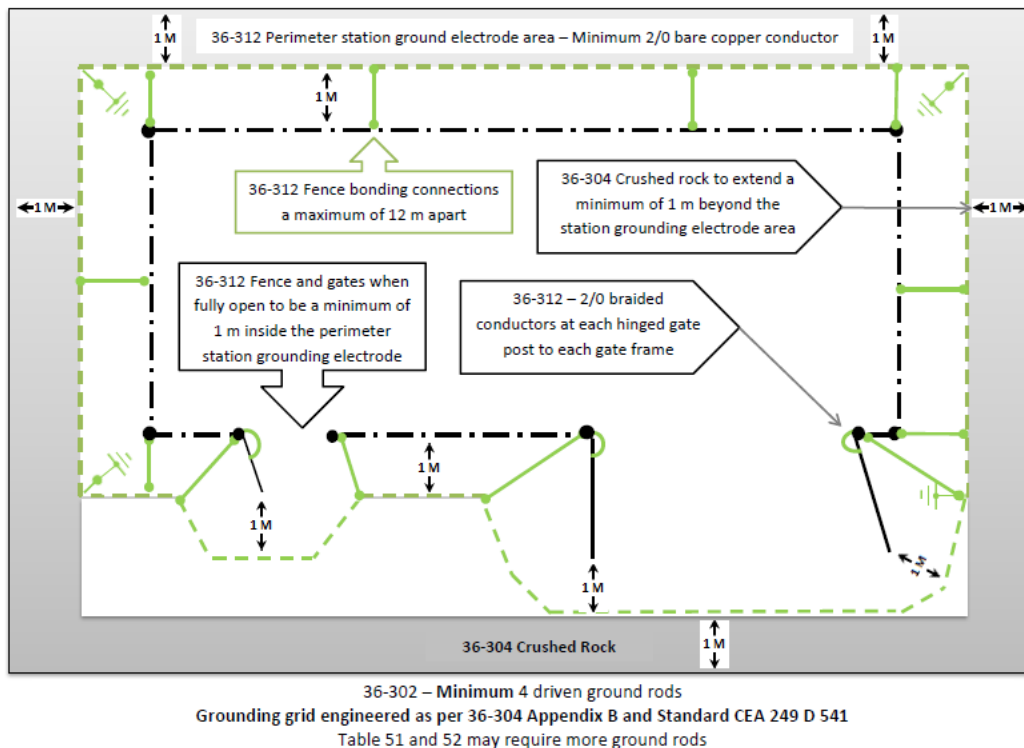 1 M
36-312 Perimeter station ground electrode area – Minimum 2/0 bare copper conductor
1 M
1 M
36-312 Fence bonding connections
a maximum of 12 m apart
36-304 Crushed rock to extend a
minimum of 1 m beyond the
station grounding electrode area
1 M
1 M
36-312 Fence and gates when
fully open to be a minimum of
1 m inside the perimeter
station grounding electrode
36-312 – 2/0 braided
conductors at each hinged gate
post to each gate frame
1 M
1 M
1 M
1 M
36-304 Crushed Rock
1 M
36-302 – Minimum 4 driven ground rods
Grounding grid engineered as per 36-304 Appendix B and Standard CEA 249 D 541
Table 51 and 52 may require more ground rods